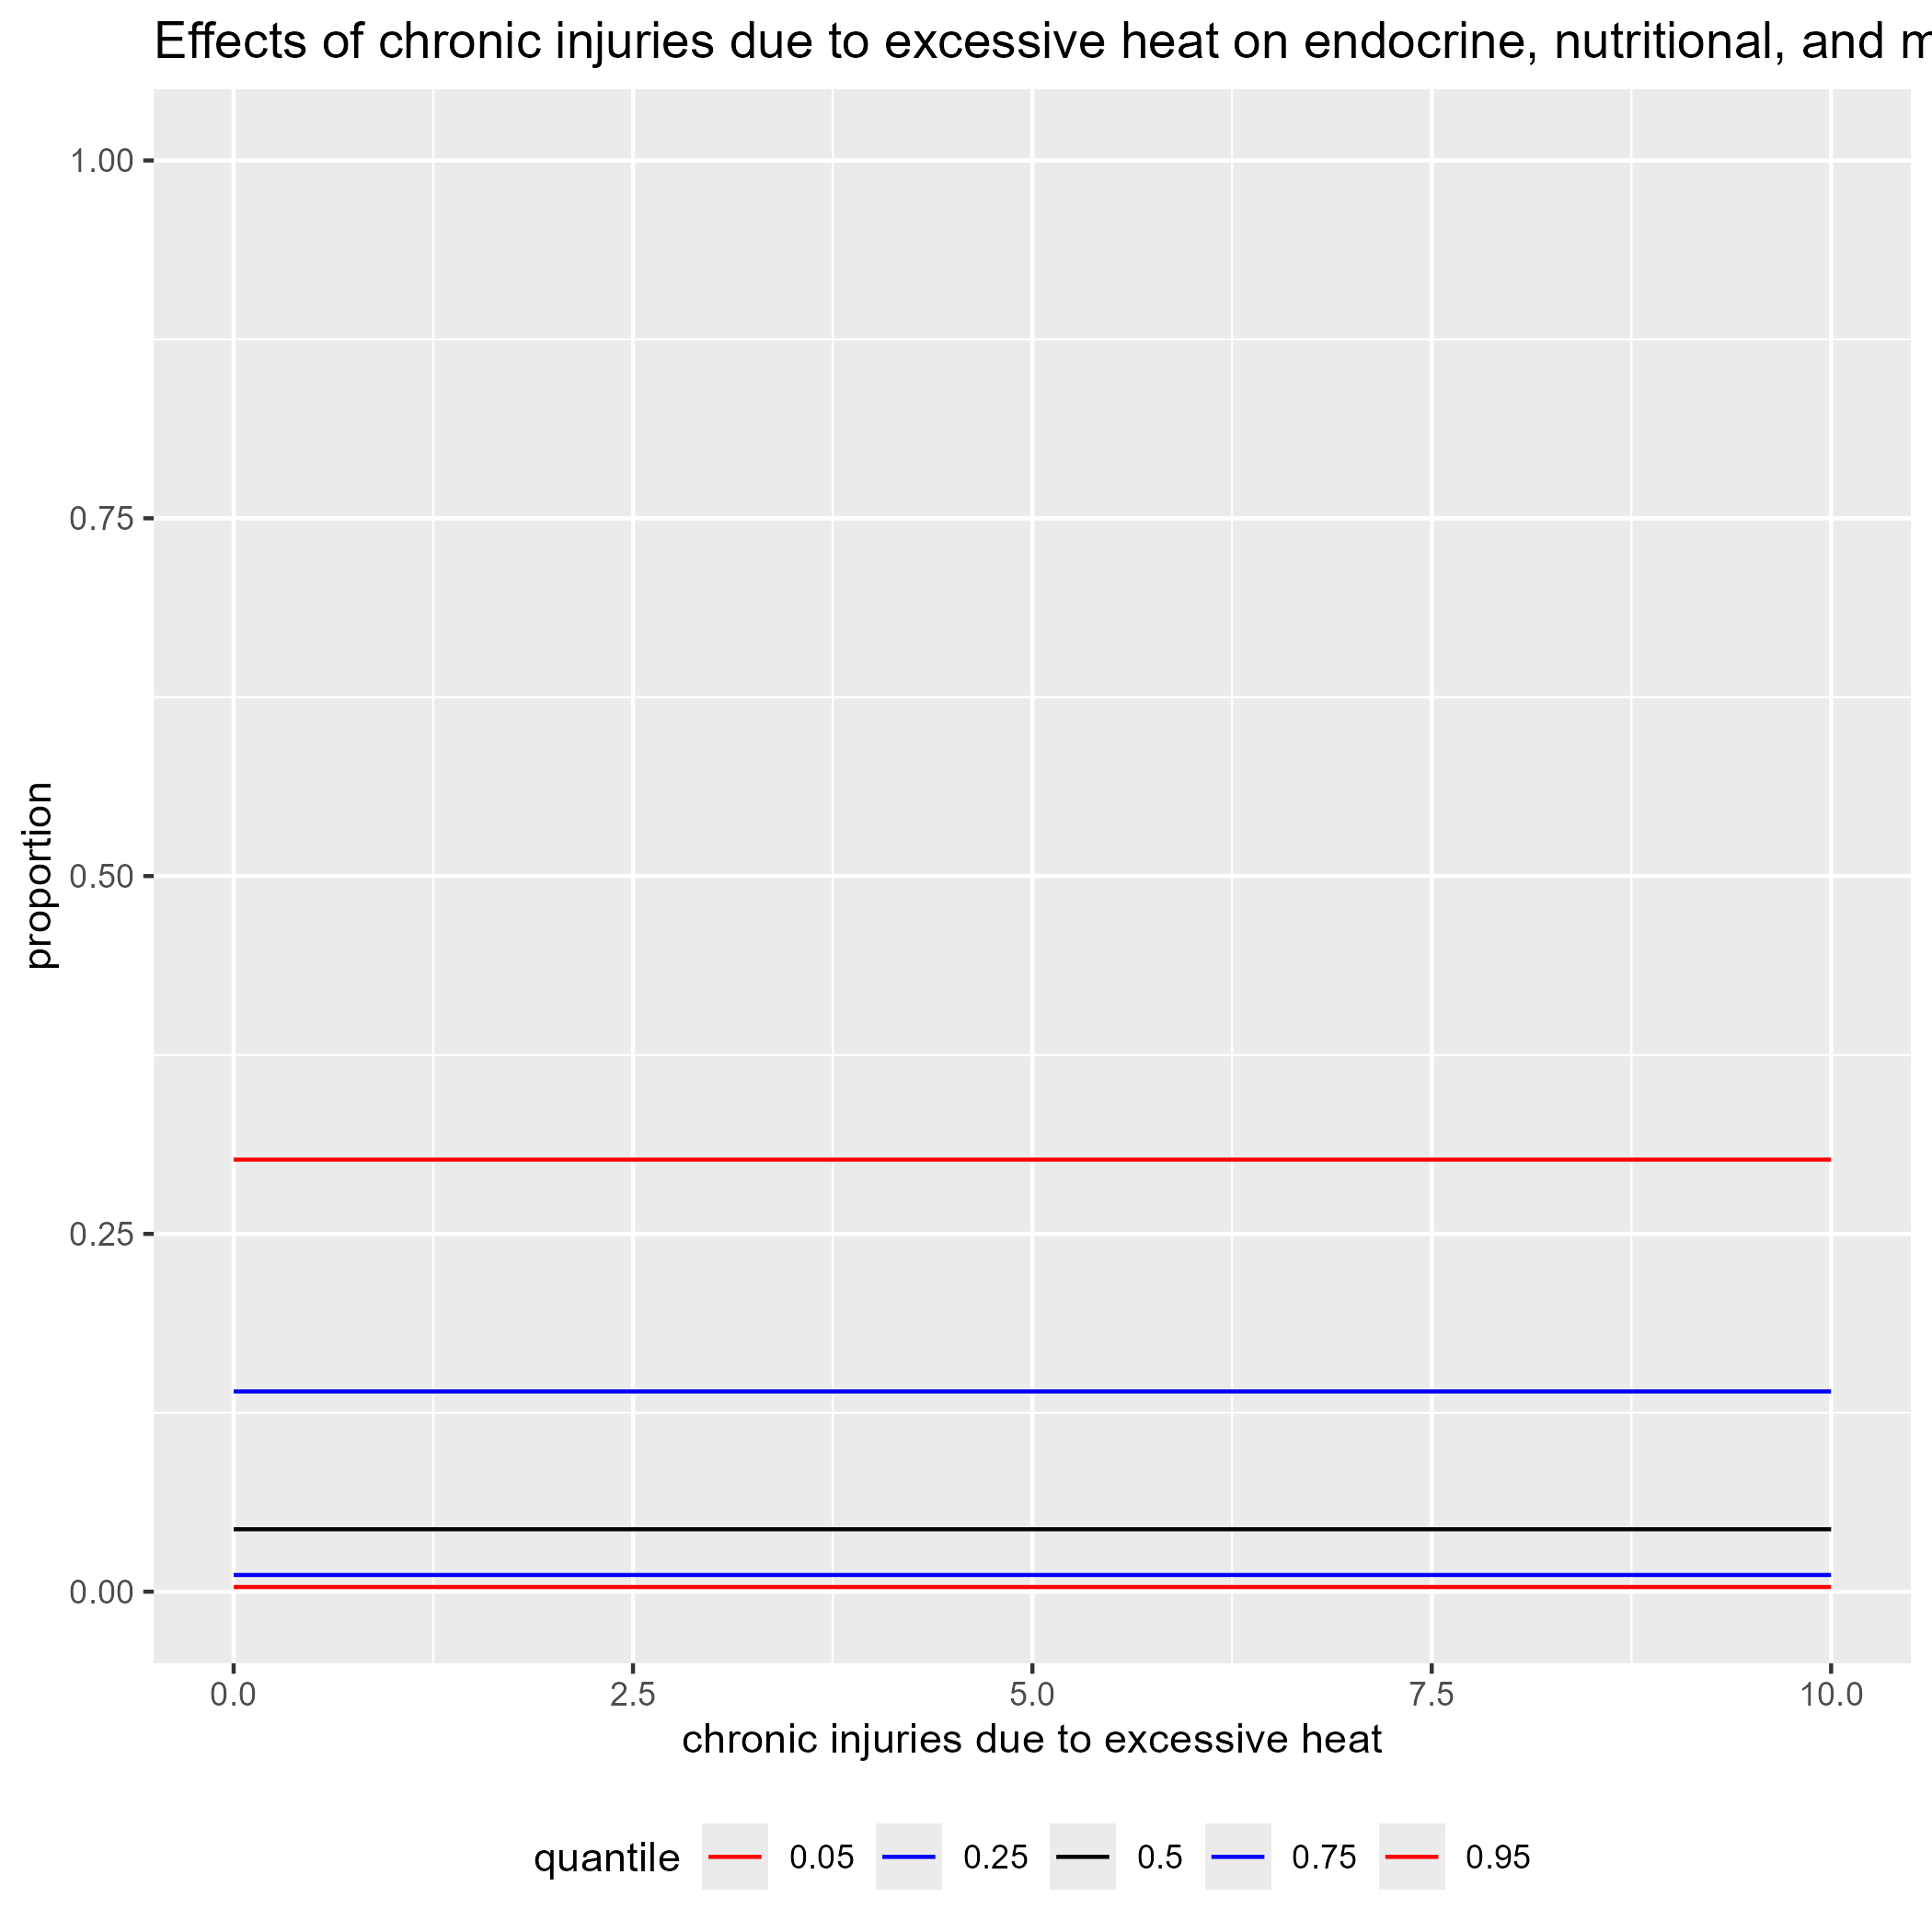 Effects of chronic injuries due to excessive heat on endocrine, nutritional, and
1.00
0.75
0.50
0.25
0.00
proportion
0.0 2.5 5.0 7.5 10.0
chronic injuries due to excessive heat
quantile 0.05 0.25 0.5 0.75 0.95